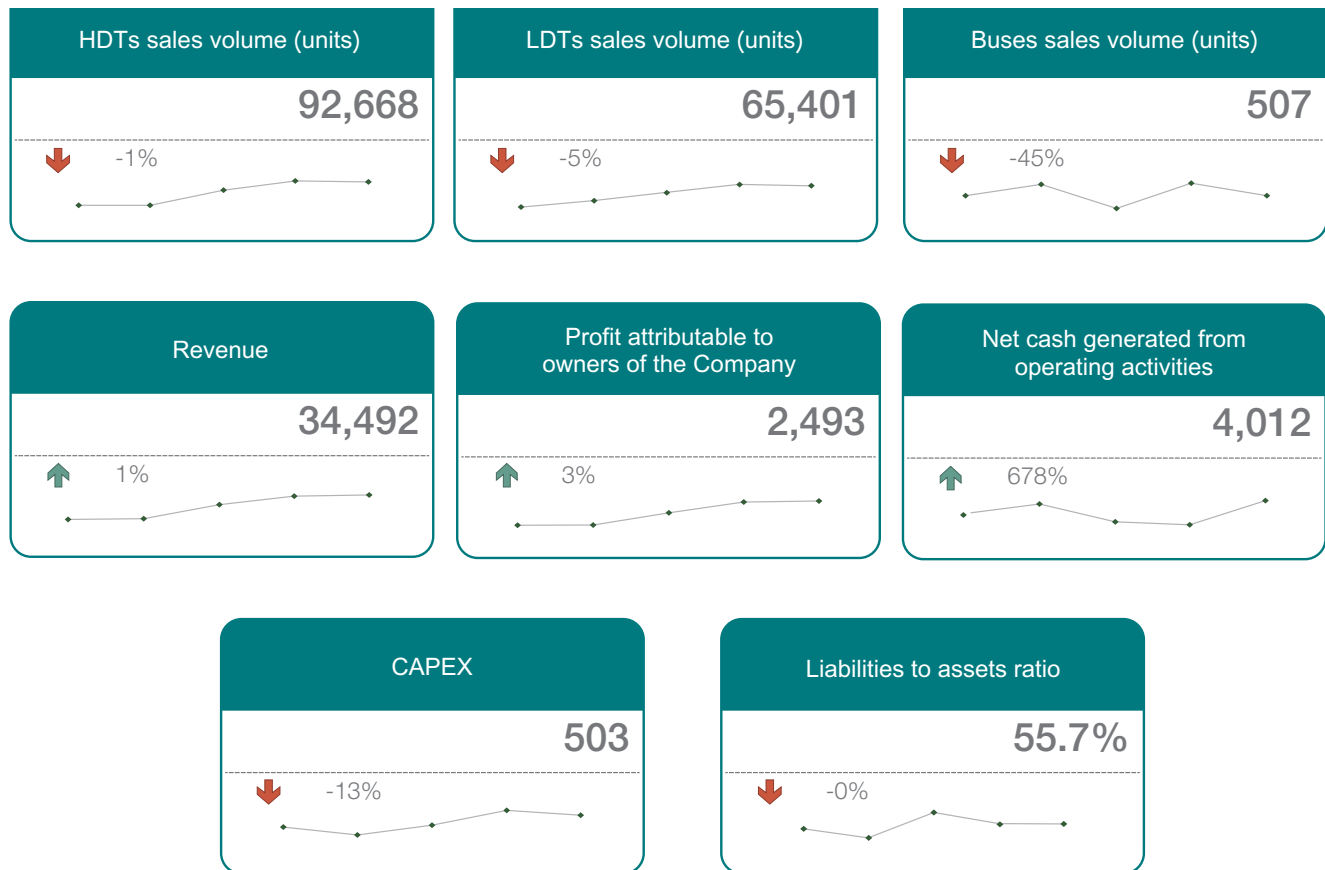 HDTs sales volume (units)
92,668
-1%
LDTs sales volume (units)
65,401
-5%
Buses sales volume (units)
507
-45%
Revenue
34,492
1%
Profit attributable to
owners of the Company
2,493
3%
Net cash generated from
operating activities
4,012
678%
CAPEX
503
-13%
Liabilities to assets ratio
55.7%
-0%